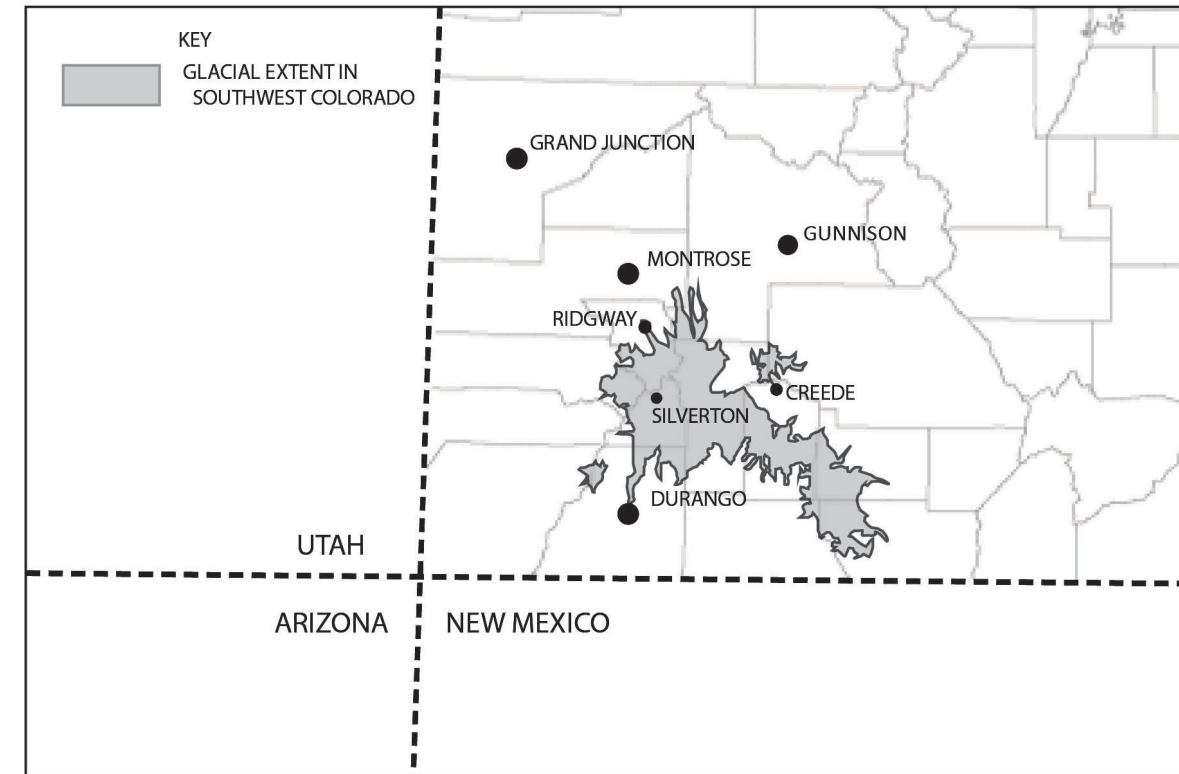 KEY
GLACIAL EXTENT IN
SOUTHWEST COLORADO
GRAND JUNCTION
GUNNISON
MONTROSE
RIDGWAY
CREEDE
SILVERTON
DURANGO
UTAH
ARIZONA
NEW MEXICO